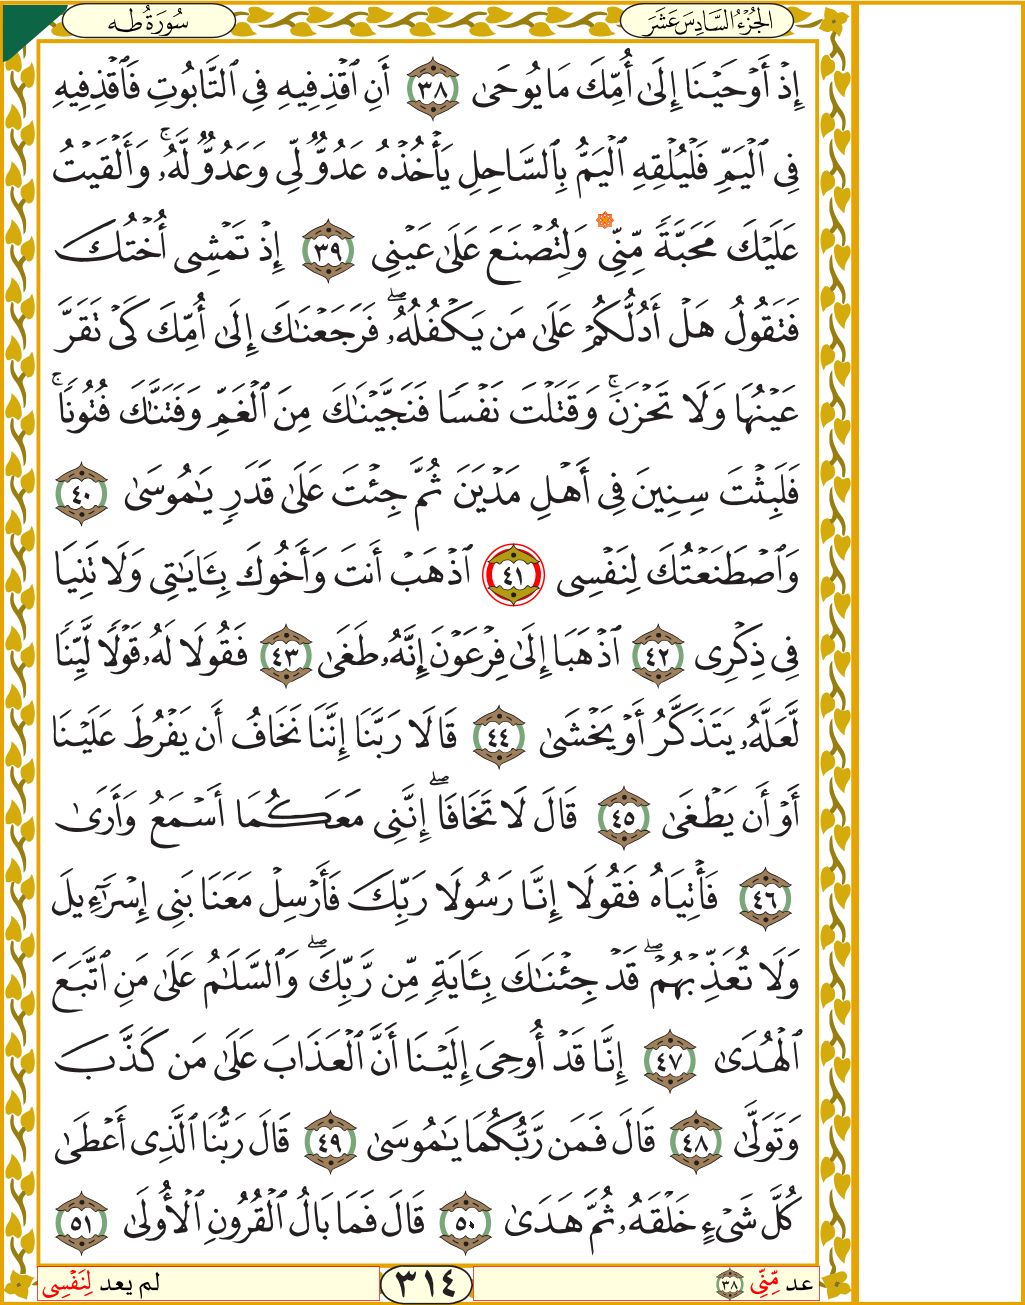 الجُزْءُ السَّادِسَ عَشَرَ
سُورَةُ طه
إِذۡ أَوۡحَيۡنَآ إِلَىٰٓ أُمِّكَ مَا يُوحَىٰٓ ٣٨ أَنِ ٱقۡذِفِيهِ فِي ٱلتَّابُوتِ فَٱقۡذِفِيهِ
فِي ٱلۡيَمِّ فَلۡيُلۡقِهِ ٱلۡيَمُّ بِٱلسَّاحِلِ يَأۡخُذۡهُ عَدُوࣱّ لِّي وَعَدُوࣱّ لَّهُۥۚ وَأَلۡقَيۡتُ
عَلَيۡكَ مَحَبَّةࣰ مِّنِّي وَلِتُصۡنَعَ عَلَىٰ عَيۡنِيٓ ٣٩ إِذۡ تَمۡشِيٓ أُخۡتُكَ
فَتَقُولُ هَلۡ أَدُلُّكُمۡ عَلَىٰ مَن يَكۡفُلُهُۥۖ فَرَجَعۡنَٰكَ إِلَىٰٓ أُمِّكَ كَيۡ تَقَرَّ
عَيۡنُهَا وَلَا تَحۡزَنَۚ وَقَتَلۡتَ نَفۡسࣰا فَنَجَّيۡنَٰكَ مِنَ ٱلۡغَمِّ وَفَتَنَّٰكَ فُتُونࣰاۚ
فَلَبِثۡتَ سِنِينَ فِيٓ أَهۡلِ مَدۡيَنَ ثُمَّ جِئۡتَ عَلَىٰ قَدَرࣲ يَٰمُوسَىٰ ٤٠
وَٱصۡطَنَعۡتُكَ لِنَفۡسِي ٤١ ٱذۡهَبۡ أَنتَ وَأَخُوكَ بِـَٔايَٰتِي وَلَا تَنِيَا
فِي ذِكۡرِي ٤٢ ٱذۡهَبَآ إِلَىٰ فِرۡعَوۡنَ إِنَّهُۥ طَغَىٰ ٤٣ فَقُولَا لَهُۥ قَوۡلࣰا لَّيِّنࣰا
لَّعَلَّهُۥ يَتَذَكَّرُ أَوۡ يَخۡشَىٰ ٤٤ قَالَا رَبَّنَآ إِنَّنَا نَخَافُ أَن يَفۡرُطَ عَلَيۡنَآ
أَوۡ أَن يَطۡغَىٰ ٤٥ قَالَ لَا تَخَافَآۖ إِنَّنِي مَعَكُمَآ أَسۡمَعُ وَأَرَىٰ
٤٦ فَأۡتِيَاهُ فَقُولَآ إِنَّا رَسُولَا رَبِّكَ فَأَرۡسِلۡ مَعَنَا بَنِيٓ إِسۡرَٰٓءِيلَ
وَلَا تُعَذِّبۡهُمۡۖ قَدۡ جِئۡنَٰكَ بِـَٔايَةࣲ مِّن رَّبِّكَۖ وَٱلسَّلَٰمُ عَلَىٰ مَنِ ٱتَّبَعَ
ٱلۡهُدَىٰٓ ٤٧ إِنَّا قَدۡ أُوحِيَ إِلَيۡنَآ أَنَّ ٱلۡعَذَابَ عَلَىٰ مَن كَذَّبَ
وَتَوَلَّىٰ ٤٨ قَالَ فَمَن رَّبُّكُمَا يَٰمُوسَىٰ ٤٩ قَالَ رَبُّنَا ٱلَّذِيٓ أَعۡطَىٰ
كُلَّ شَيۡءٍ خَلۡقَهُۥ ثُمَّ هَدَىٰ ٥٠ قَالَ فَمَا بَالُ ٱلۡقُرُونِ ٱلۡأُولَىٰ ٥١
عد مِّنِّي ٣٨
٣١٤
لم يعد لِنَفۡسِي